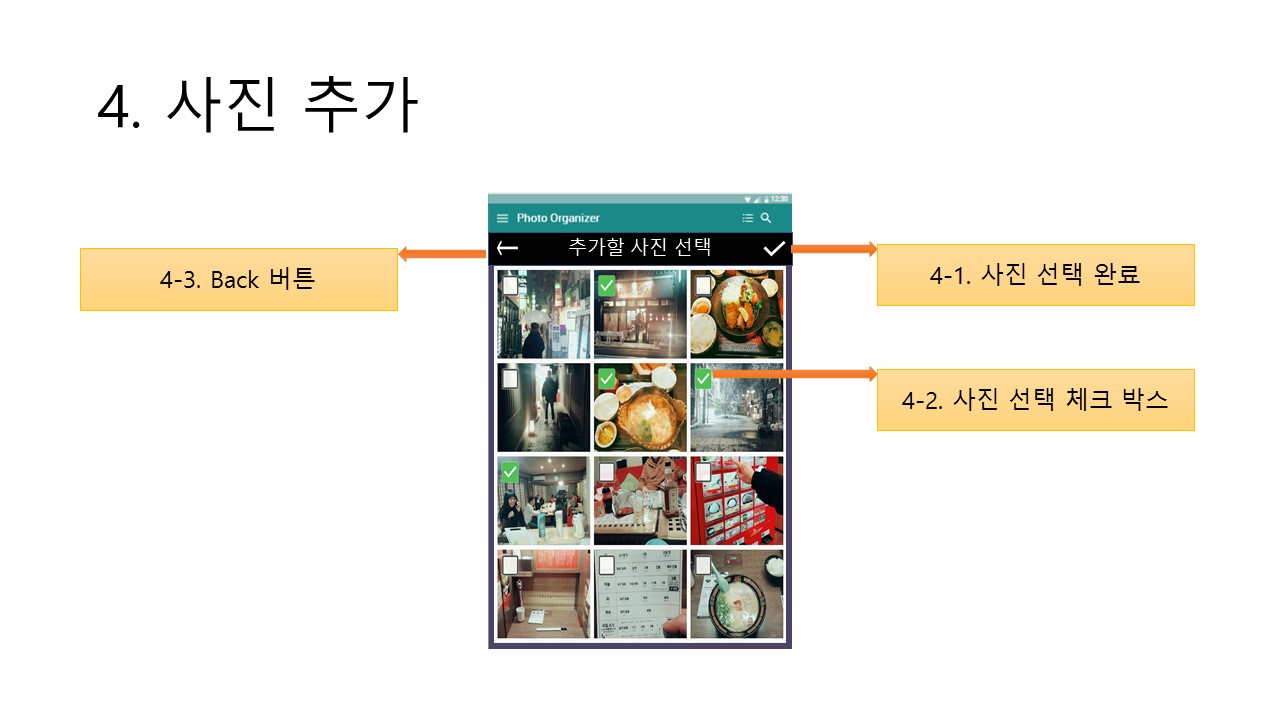 4. 사진 추가
12:30
Photo Organizer
추가할 사진 선택
4-3. Back 버튼
4-1. 사진 선택 완료
4-2. 사진 선택 체크 박스